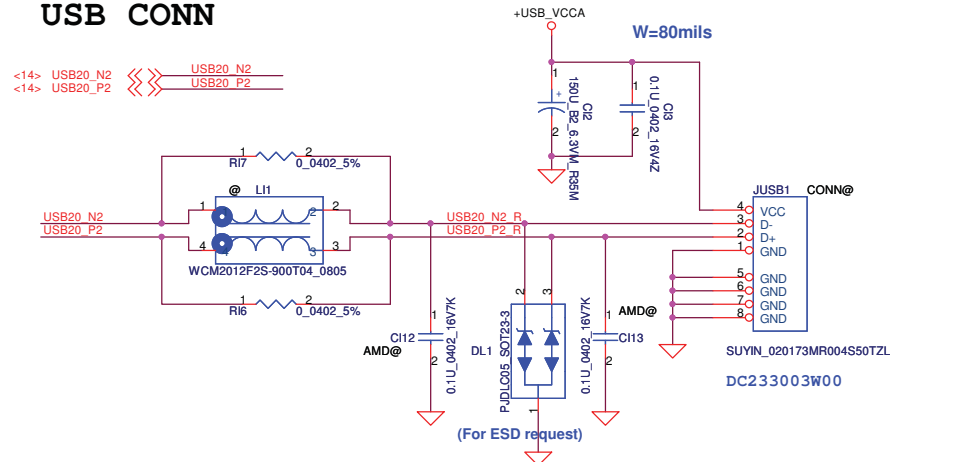 USB CONN
+USB_VCCA
W=80mils
<14> USB20_N2 USB20_N2
<14> USB20_P2 USB20_P2
1
2
CI2
150U_B2_6.3VM_R35M
1
2
CI3
0.1U_0402_16V4Z
1 2
RI7 0_0402_5%
@ LI1
1 2 2
4 4 3 3
WCM2012F2S-900T04_0805
USB20_N2
USB20_P2
USB20_N2_R
USB20_P2_R
1 2
RI6 0_0402_5%
JUSB1 CONN@
4 VCC
3 D-
2 D+
1 GND
5 GND
6 GND
7 GND
8 GND
SUYIN_020173MR004S50TZL
DC233003W00
1
CI12
AMD@
2
0.1U_0402_16V7K
2 3
DL1
PJDLC05_SOT23-3
1
1
AMD@
CI13
2
0.1U_0402_16V7K
(For ESD request)